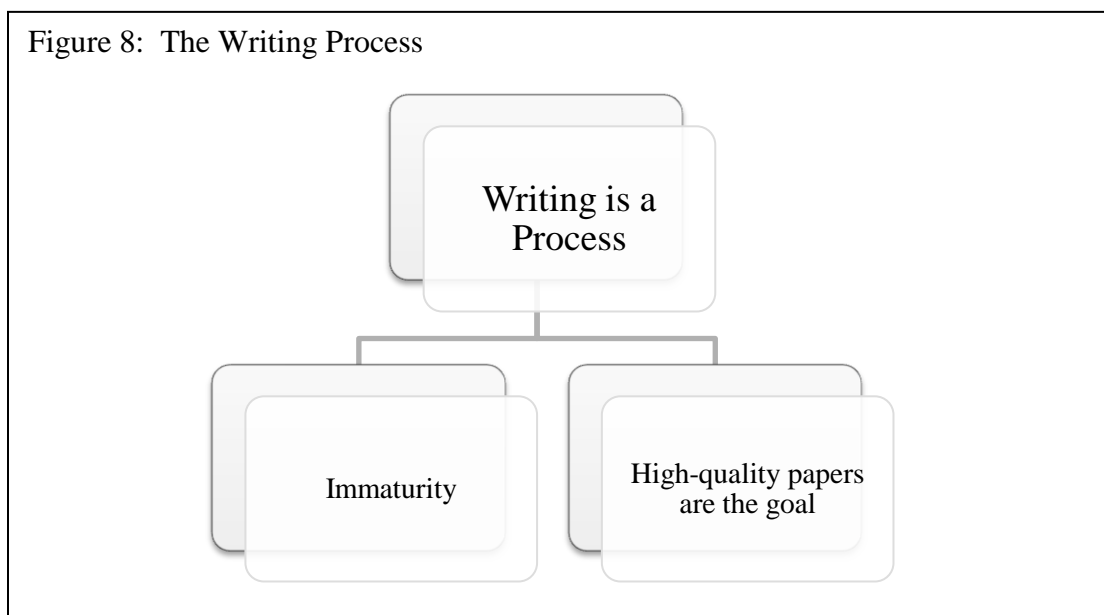 Figure 8:  The Writing Process
Writing is a
Process
Immaturity
High-quality papers
are the goal